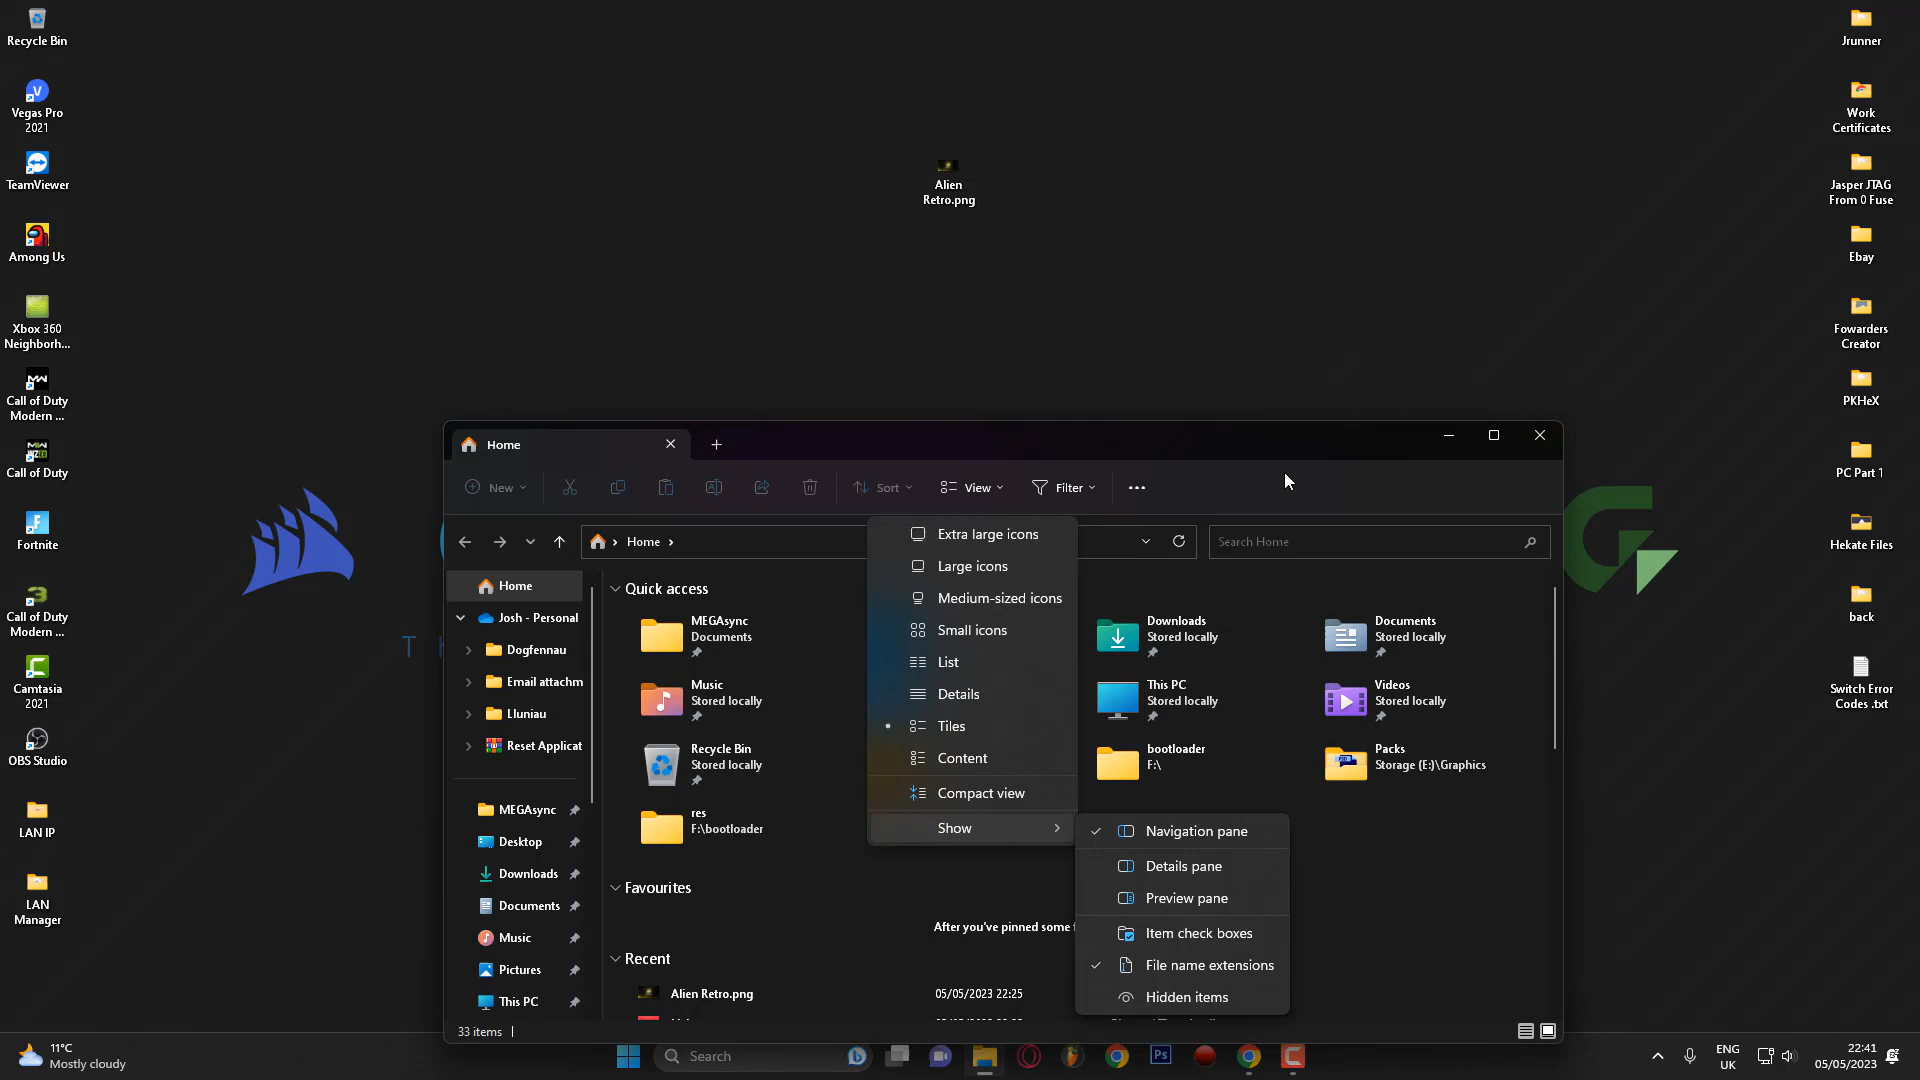 Recycle Bin
Vegas Pro
2021
TeamViewer
Among Us
Xbox 360
Neighborh...
Call of Duty
Modern ...
Call of Duty
Fortnite
Call of Duty
Modern ...
Camtasia
2021
OBS Studio
LAN IP
LAN
Manager
Alien
Retro.png
Jrunner
Work
Certificates
Jasper JTAG
From 0 Fuse
Ebay
Fowarders
Creator
PKHeX
PC Part 1
Hekate Files
back
Switch Error
Codes .txt
T
G
Home
New
Sort
View
Filter
Home
Search Home
Home
Josh - Personal
Dogfennau
Email attachm
Lluniau
Reset Applicat
MEGAsync
Desktop
Downloads
Documents
Music
Pictures
This PC
Quick access
MEGAsync
Documents
Downloads
Stored locally
Documents
Stored locally
Music
Stored locally
This PC
Stored locally
Videos
Stored locally
Recycle Bin
Stored locally
bootloader
F:\
Packs
Storage (E:)\Graphics
res
F:\bootloader
Favourites
After you've pinned some f
Recent
Alien Retro.png
05/05/2023 22:25
Extra large icons
Large icons
Medium-sized icons
Small icons
List
Details
Tiles
Content
Compact view
Show
Navigation pane
Details pane
Preview pane
Item check boxes
File name extensions
Hidden items
33 items
11°C
Mostly cloudy
Search
Ps
ENG
UK
22:41
05/05/2023